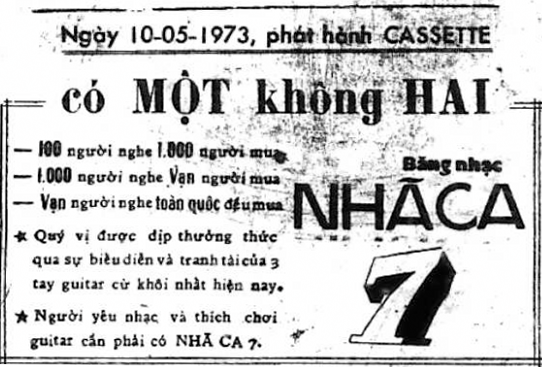 Ngày 10-05-1973, phát hành CASSETTE
có MỘT không HAI
— 100 người nghe 1.000 người mua
— 1.000 người nghe Vạn người mua
— Vạn người nghe toàn quốc đều mua
★ Quý vị được dịp thưởng thức
qua sự biểu diễn và tranh tài của 3
tay guitar cừ khôi nhất hiện nay.
★ Người yêu nhạc và thích chơi
guitar cần phải có NHÃ CA 7.
Băng nhạc
NHÃ CA
7